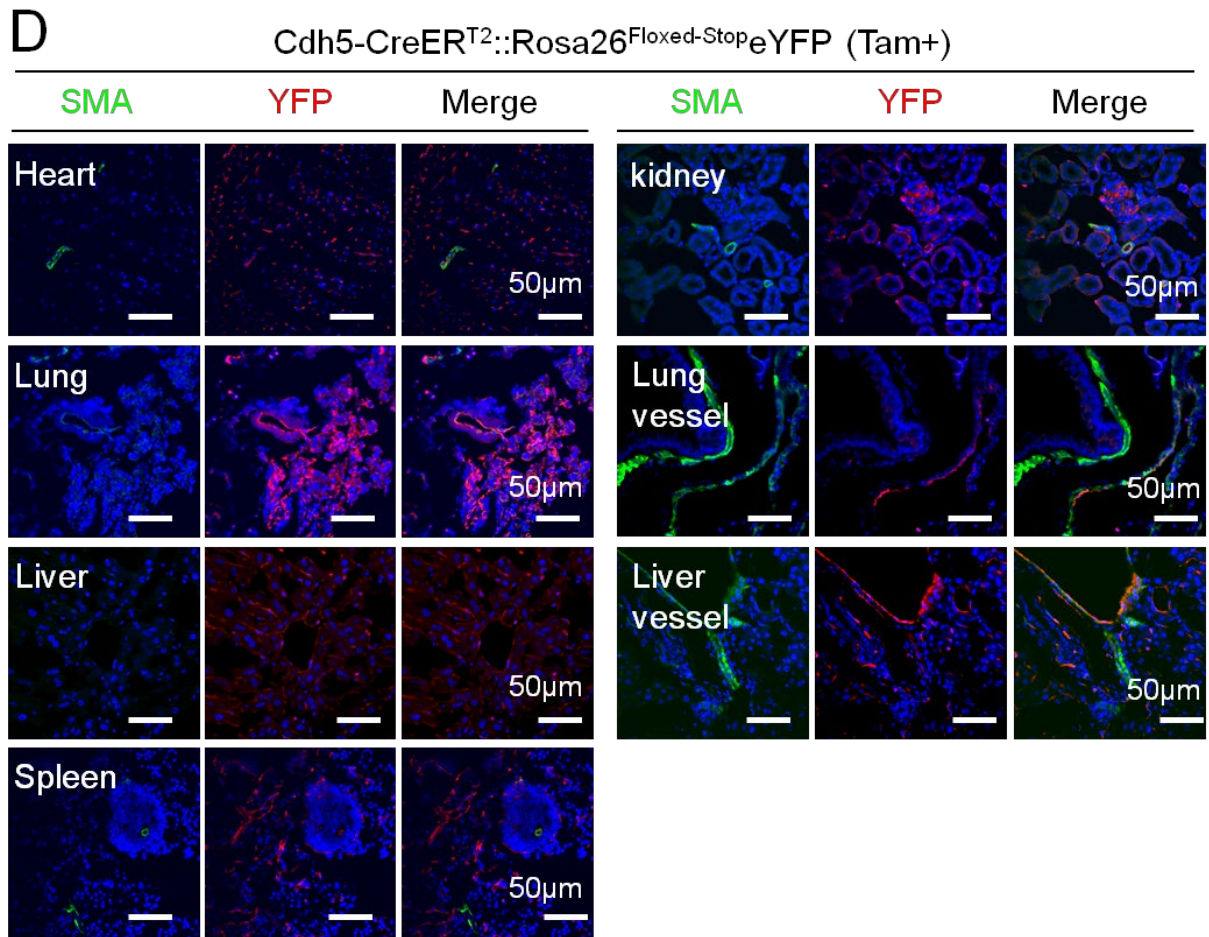 D
Cdh5-CreERT2::Rosa26Floxed-StopeYFP (Tam+)
SMA YFP Merge SMA YFP Merge
Heart 50µm kidney 50µm
Lung 50µm Lung vessel 50µm
Liver 50µm Liver vessel 50µm
Spleen 50µm